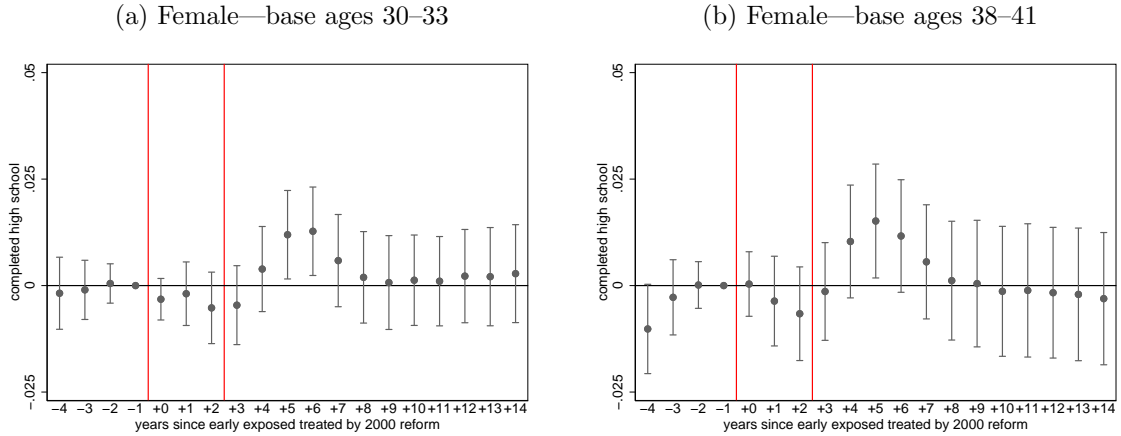 (a) Female—base ages 30–33
.05
.025
0
-.025
completed high school
-4 -3 -2 -1 +0 +1 +2 +3 +4 +5 +6 +7 +8 +9 +10 +11 +12 +13 +14
years since early exposed treated by 2000 reform
(b) Female—base ages 38–41
.05
.025
0
-.025
completed high school
-4 -3 -2 -1 +0 +1 +2 +3 +4 +5 +6 +7 +8 +9 +10 +11 +12 +13 +14
years since early exposed treated by 2000 reform